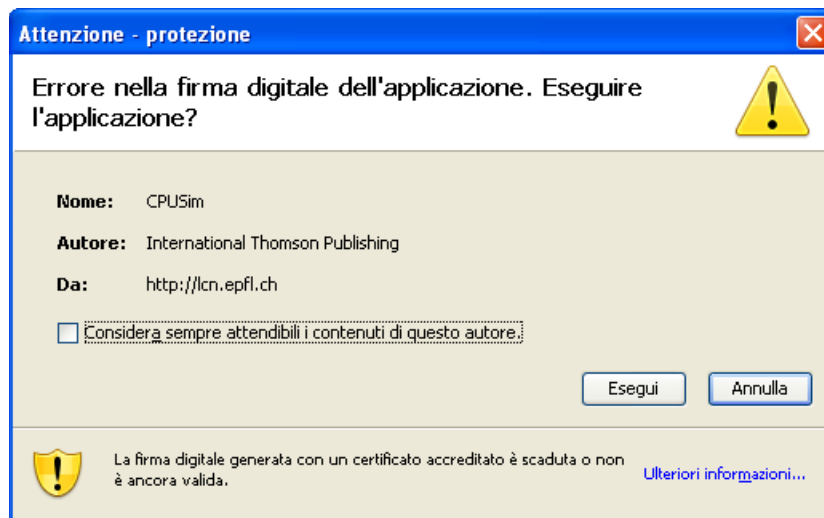 Attenzione - protezione
Errore nella firma digitale dell'applicazione. Eseguire
l'applicazione?
Nome: CPUSim
Autore: International Thomson Publishing
Da: http://lcn.epfl.ch
Considera sempre attendibili i contenuti di questo autore.
Esegui Annulla
La firma digitale generata con un certificato accreditato è scaduta o non
è ancora valida.
Ulteriori informazioni...